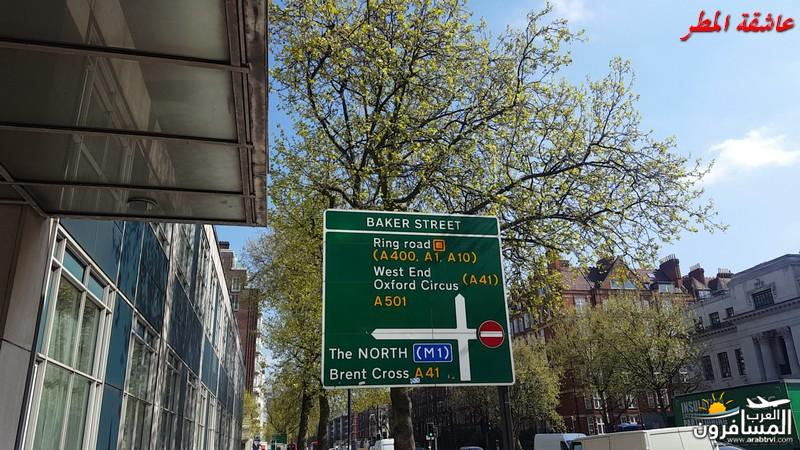 عاشقة المطر
BAKER STREET
Ring road
(A400, A1, A10)
West End
Oxford Circus (A41)
A501
The NORTH (M1)
Brent Cross A41
العرب
المسافرون
www.arabtrvl.com